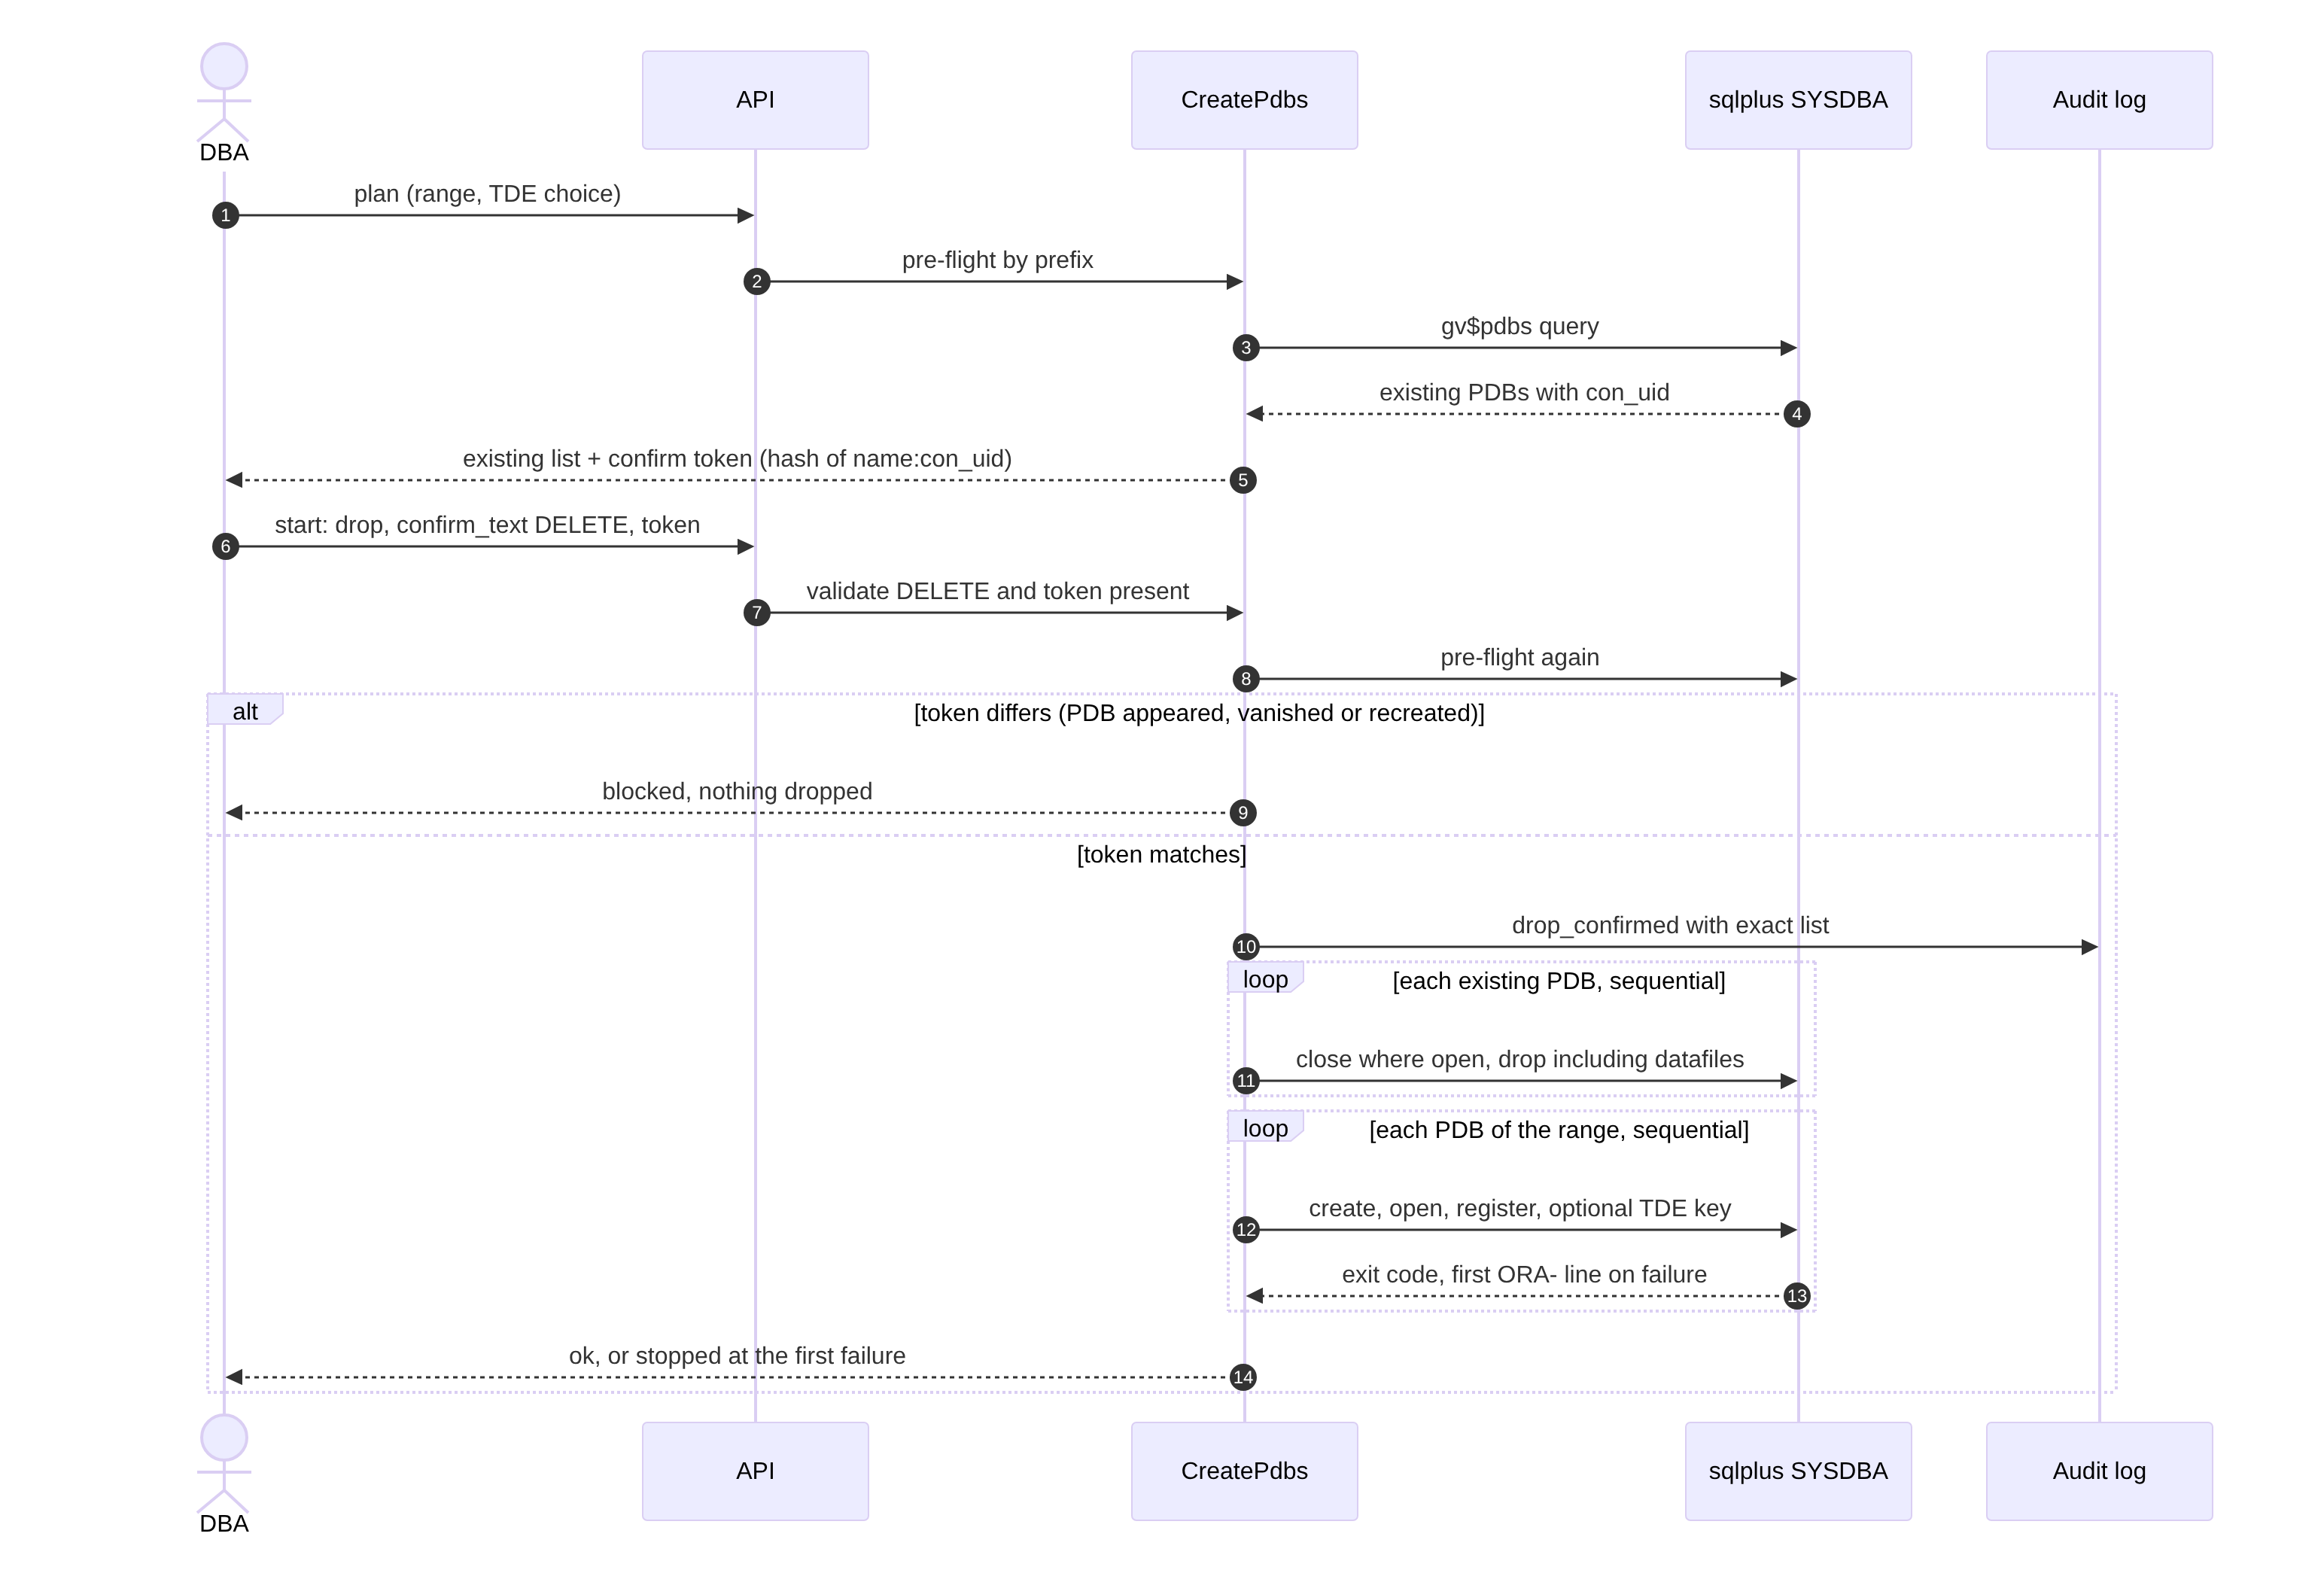 API
CreatePdbs
sqlplus SYSDBA
Audit log
DBA
plan (range, TDE choice)
1
pre-flight by prefix
2
gv$pdbs query
3
existing PDBs with con_uid
4
existing list + confirm token (hash of name:con_uid)
5
start: drop, confirm_text DELETE, token
6
validate DELETE and token present
7
pre-flight again
8
alt
[token differs (PDB appeared, vanished or recreated)]
blocked, nothing dropped
9
[token matches]
drop_confirmed with exact list
10
loop
[each existing PDB, sequential]
close where open, drop including datafiles
11
loop
[each PDB of the range, sequential]
create, open, register, optional TDE key
12
exit code, first ORA- line on failure
13
ok, or stopped at the first failure
14
API
CreatePdbs
sqlplus SYSDBA
Audit log
DBA